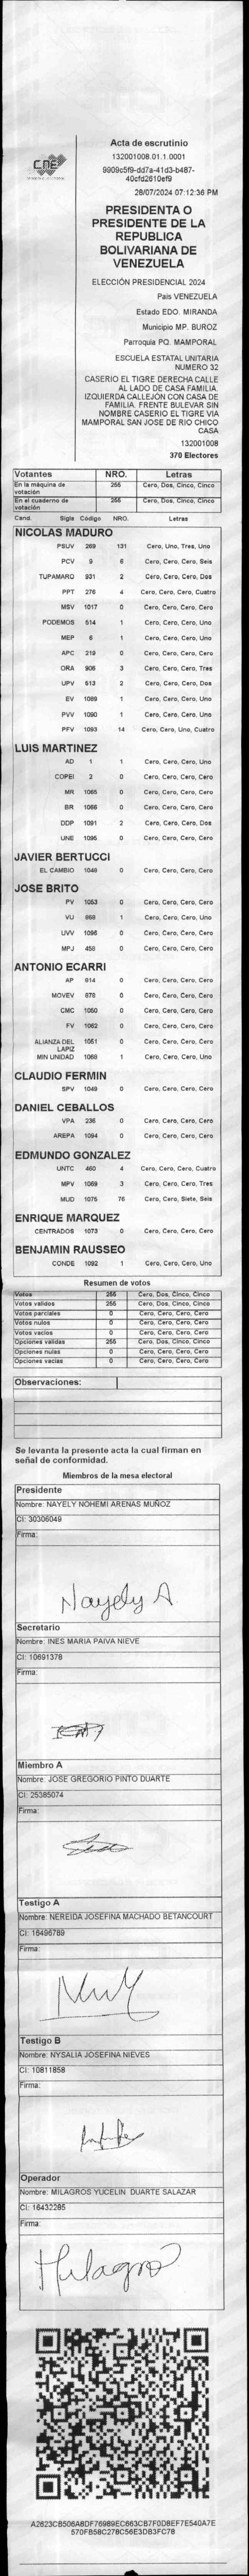 Acta de escrutinio
132001008.01.1.0001
9909c5f9-dd7a-41d3-b487-
40cfd2610ef9
28/07/2024 07:12:36 PM
PRESIDENTA O
PRESIDENTE DE LA
REPUBLICA
BOLIVARIANA DE
VENEZUELA
CNE
ELECCIÓN PRESIDENCIAL 2024
Pais VENEZUELA
Estado EDO. MIRANDA
Municipio MP. BUROZ
Parroquia PQ. MAMPORAL
ESCUELA ESTATAL UNITARIA
NUMERO 32
CASERIO EL TIGRE DERECHA CALLE
AL LADO DE CASA FAMILIA.
IZQUIERDA CALLEJÓN CON CASA DE
FAMILIA. FRENTE BULEVAR SIN
NOMBRE CASERIO EL TIGRE VIA
MAMPORAL SAN JOSE DE RIO CHICO
CASA
132001008
370 Electores
Votantes NRO. Letras
En la máquina de votación 255 Cero, Dos, Cinco, Cinco
En el cuaderno de votación 255 Cero, Dos, Cinco, Cinco
Cand. Sigla Código NRO. Letras
NICOLAS MADURO
PSUV 269 131 Cero, Uno, Tres, Uno
PCV 9 6 Cero, Cero, Cero, Seis
TUPAMARO 931 2 Cero, Cero, Cero, Dos
PPT 276 4 Cero, Cero, Cero, Cuatro
MSV 1017 0 Cero, Cero, Cero, Cero
PODEMOS 514 1 Cero, Cero, Cero, Uno
MEP 6 1 Cero, Cero, Cero, Uno
APC 219 0 Cero, Cero, Cero, Cero
ORA 906 3 Cero, Cero, Cero, Tres
UPV 613 2 Cero, Cero, Cero, Dos
EV 1089 1 Cero, Cero, Cero, Uno
PVV 1090 1 Cero, Cero, Cero, Uno
PFV 1093 14 Cero, Cero, Uno, Cuatro
LUIS MARTINEZ
AD 1 1 Cero, Cero, Cero, Uno
COPEI 2 0 Cero, Cero, Cero, Cero
MR 1065 0 Cero, Cero, Cero, Cero
BR 1066 0 Cero, Cero, Cero, Cero
DDP 1091 2 Cero, Cero, Cero, Dos
UNE 1095 0 Cero, Cero, Cero, Cero
JAVIER BERTUCCI
EL CAMBIO 1048 0 Cero, Cero, Cero, Cero
JOSE BRITO
PV 1053 0 Cero, Cero, Cero, Cero
VU 868 1 Cero, Cero, Cero, Uno
UVV 1096 0 Cero, Cero, Cero, Cero
MPJ 458 0 Cero, Cero, Cero, Cero
ANTONIO ECARRI
AP 814 0 Cero, Cero, Cero, Cero
MOVEV 878 0 Cero, Cero, Cero, Cero
CMC 1050 0 Cero, Cero, Cero, Cero
FV 1062 0 Cero, Cero, Cero, Cero
ALIANZA DEL LAPIZ 1051 0 Cero, Cero, Cero, Cero
MIN UNIDAD 1068 1 Cero, Cero, Cero, Uno
CLAUDIO FERMIN
SPV 1049 0 Cero, Cero, Cero, Cero
DANIEL CEBALLOS
VPA 236 0 Cero, Cero, Cero, Cero
AREPA 1094 0 Cero, Cero, Cero, Cero
EDMUNDO GONZALEZ
UNTC 460 4 Cero, Cero, Cero, Cuatro
MPV 1069 3 Cero, Cero, Cero, Tres
MUD 1075 76 Cero, Cero, Siete, Seis
ENRIQUE MARQUEZ
CENTRADOS 1073 0 Cero, Cero, Cero, Cero
BENJAMIN RAUSSEO
CONDE 1092 1 Cero, Cero, Cero, Uno
Resumen de votos
Votos 255 Cero, Dos, Cinco, Cinco
Votos validos 255 Cero, Dos, Cinco, Cinco
Votos parciales 0 Cero, Cero, Cero, Cero
Votos nulos 0 Cero, Cero, Cero, Cero
Votos vacios 0 Cero, Cero, Cero, Cero
Opciones validas 255 Cero, Dos, Cinco, Cinco
Opciones nulas 0 Cero, Cero, Cero, Cero
Opciones vacias 0 Cero, Cero, Cero, Cero
Observaciones:
Se levanta la presente acta la cual firman en
señal de conformidad.
Miembros de la mesa electoral
Presidente
Nombre: NAYELY NOHEMI ARENAS MUÑOZ
CI: 30306049
Firma:
Nayely A
Secretario
Nombre: INES MARIA PAIVA NIEVE
CI: 10691378
Firma:
Miembro A
Nombre: JOSE GREGORIO PINTO DUARTE
CI: 25385074
Firma:
Testigo A
Nombre: NEREIDA JOSEFINA MACHADO BETANCOURT
CI: 16496789
Firma:
Testigo B
Nombre: NYSALIA JOSEFINA NIEVES
CI: 10811858
Firma:
Operador
Nombre: MILAGROS YUCELIN DUARTE SALAZAR
CI: 16432285
Firma:
Milagro
A2623CB506A8DF76989EC663CB7F0D8EF7E540A7E
570FB58C278C56E3DB3FC78